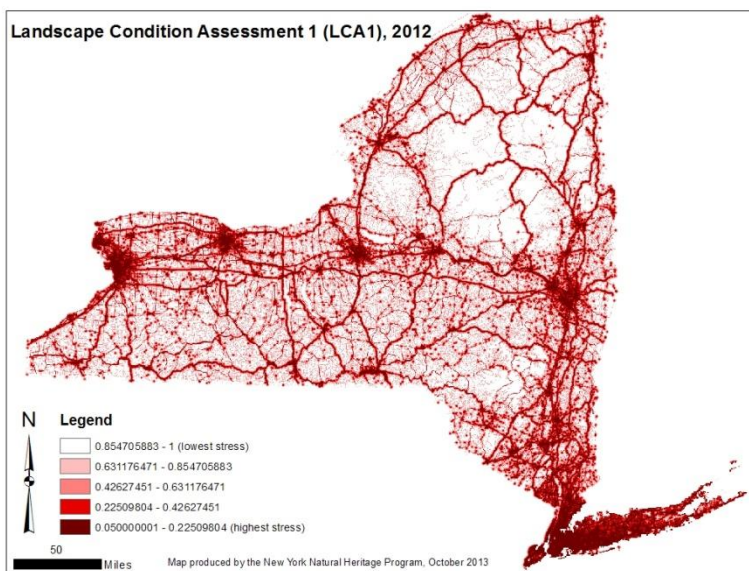 Landscape Condition Assessment 1 (LCA1), 2012
N
Legend
0.854705883 - 1 (lowest stress)
0.631176471 - 0.854705883
0.42627451 - 0.631176471
0.22509804 - 0.42627451
0.050000001 - 0.22509804 (highest stress)
50
Miles
Map produced by the New York Natural Heritage Program, October 2013